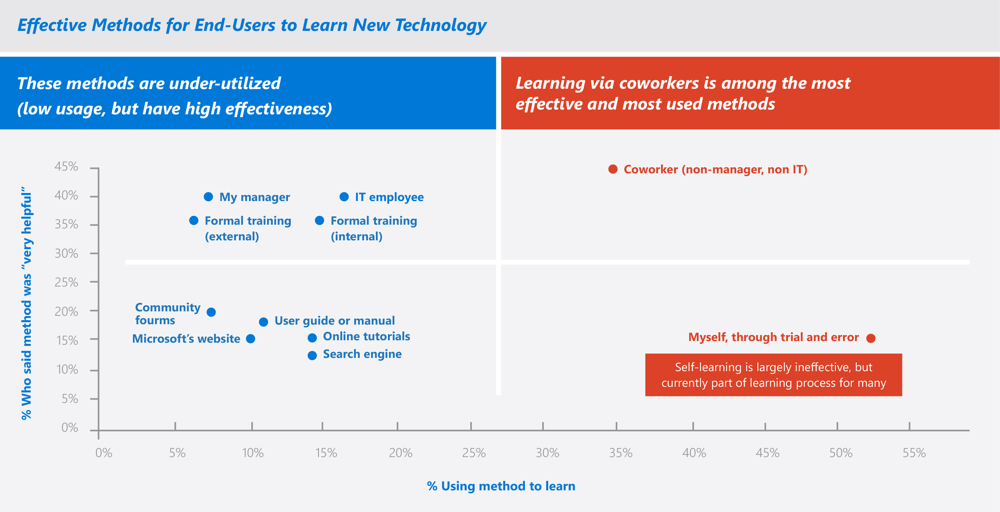 Effective Methods for End-Users to Learn New Technology
These methods are under-utilized
(low usage, but have high effectiveness)
Learning via coworkers is among the most
effective and most used methods
% Who said method was “very helpful”
45%
40%
35%
30%
25%
20%
15%
10%
5%
0%
Coworker (non-manager, non IT)
My manager
IT employee
Formal training
(external)
Formal training
(internal)
Community
fourms
User guide or manual
Microsoft’s website
Online tutorials
Search engine
Myself, through trial and error
Self-learning is largely ineffective, but
currently part of learning process for many
0%
5%
10%
15%
20%
25%
30%
35%
40%
45%
50%
55%
% Using method to learn